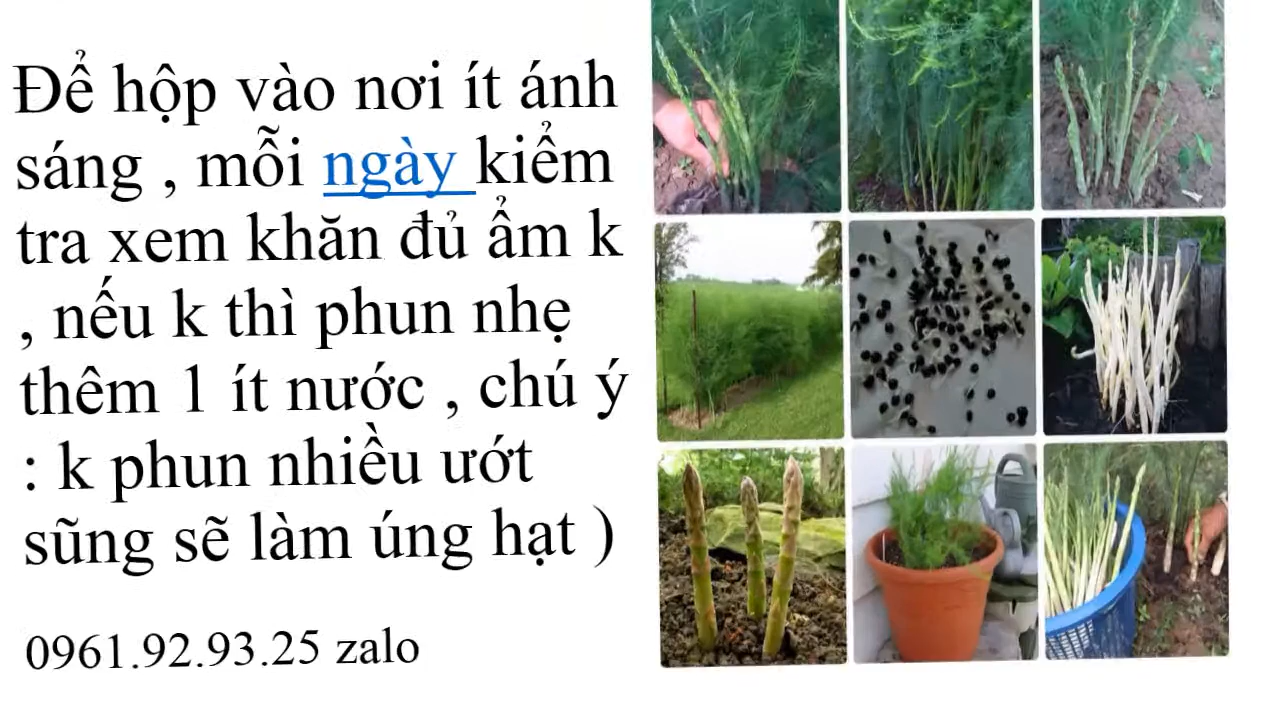 Để hộp vào nơi ít ánh
sáng , mỗi ngày kiểm
tra xem khăn đủ ẩm k
, nếu k thì phun nhẹ
thêm 1 ít nước , chú ý
: k phun nhiều ướt
sũng sẽ làm úng hạt )
0961.92.93.25 zalo